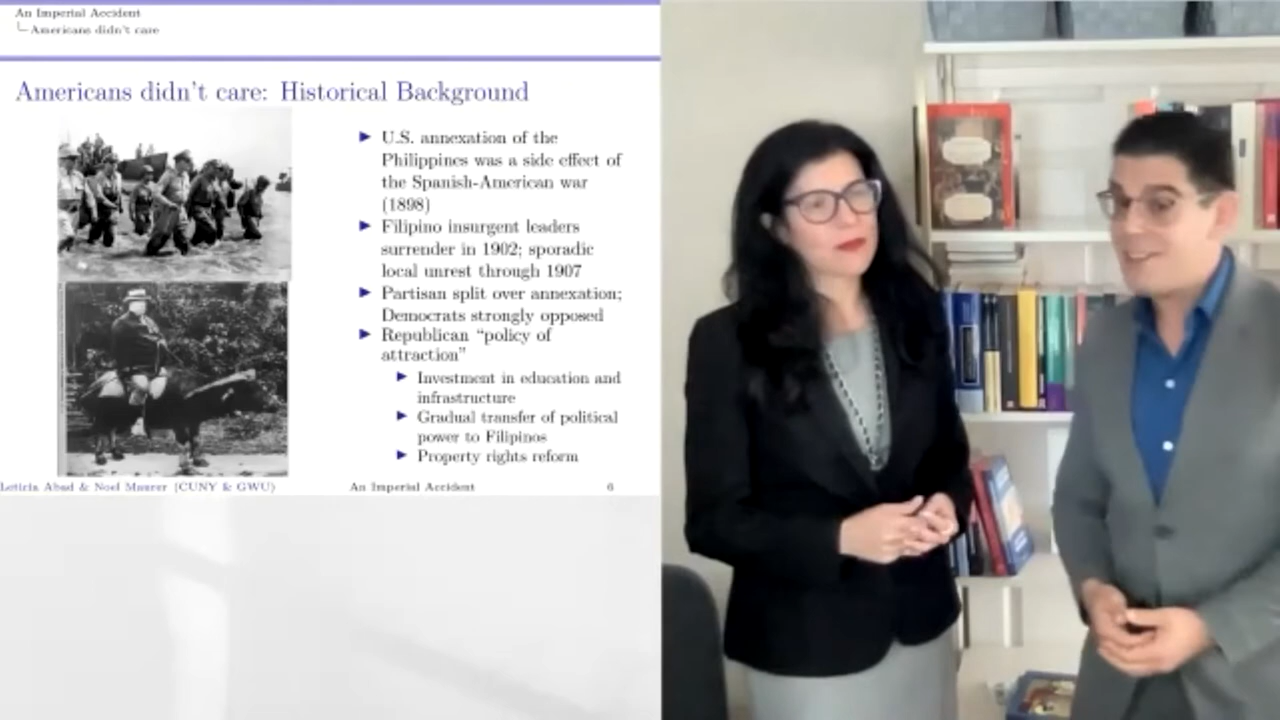 An Imperial Accident
Americans didn't care
Americans didn't care: Historical Background
U.S. annexation of the
Philippines was a side effect of
the Spanish-American war
(1898)
Filipino insurgent leaders
surrender in 1902; sporadic
local unrest through 1907
Partisan split over annexation;
Democrats strongly opposed
Republican “policy of
attraction”
Investment in education and
infrastructure
Gradual transfer of political
power to Filipinos
Property rights reform
Leticia Abad & Noel Maurer (CUNY & GWU)
An Imperial Accident
6